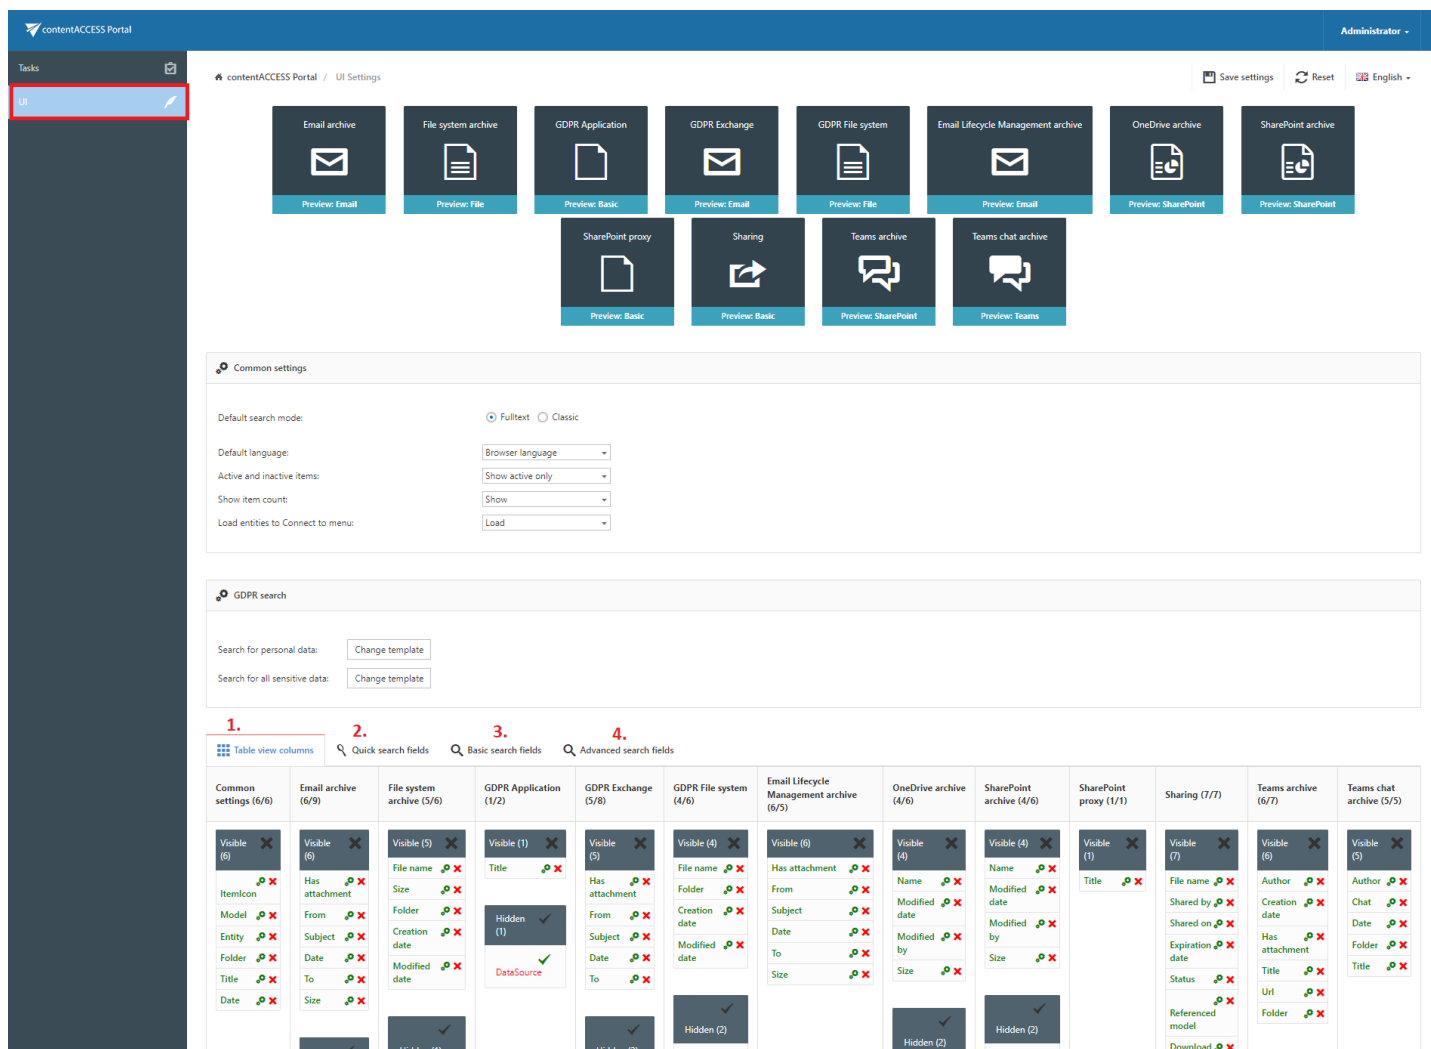 contentACCESS Portal
Administrator
Tasks
UI
contentACCESS Portal / UI Settings
Save settings
Reset
English
Email archive
Preview: Email
File system archive
Preview: File
GDPR Application
Preview: Basic
GDPR Exchange
Preview: Email
GDPR File system
Preview: File
Email Lifecycle Management archive
Preview: Email
OneDrive archive
Preview: SharePoint
SharePoint archive
Preview: SharePoint
SharePoint proxy
Preview: Basic
Sharing
Preview: Basic
Teams archive
Preview: SharePoint
Teams chat archive
Preview: Teams
Common settings
Default search mode: Fulltext Classic
Default language: Browser language
Active and inactive items: Show active only
Show item count: Show
Load entities to Connect to menu: Load
GDPR search
Search for personal data: Change template
Search for all sensitive data: Change template
1. 2. 3. 4.
Table view columns Quick search fields Basic search fields Advanced search fields
Common
settings (6/6)
Visible
(6)
ItemIcon
Model
Entity
Folder
Title
Date
Email archive
(6/9)
Visible
(6)
Has
attachment
From
Subject
Date
To
Size
File system
archive (5/6)
Visible (5)
File name
Size
Folder
Creation
date
Modified
date
Hidden (1)
GDPR Application
(1/2)
Visible (1)
Title
Hidden
(1)
DataSource
GDPR Exchange
(5/8)
Visible
(5)
Has
attachment
From
Subject
Date
To
Hidden (3)
GDPR File system
(4/6)
Visible (4)
File name
Folder
Creation
date
Modified
date
Hidden (2)
Email Lifecycle
Management archive
(6/5)
Visible (6)
Has attachment
From
Subject
Date
To
Size
OneDrive archive
(4/6)
Visible
(4)
Name
Modified
date
Modified
by
Size
Hidden (2)
SharePoint
archive (4/6)
Visible (4)
Name
Modified
date
Modified
by
Size
Hidden (2)
SharePoint
proxy (1/1)
Visible
(1)
Title
Sharing (7/7)
Visible
(7)
File name
Shared by
Shared on
Expiration
date
Status
Referenced
model
Download
Teams archive
(6/7)
Visible
(6)
Author
Creation
date
Has
attachment
Title
Url
Folder
Teams chat
archive (5/5)
Visible
(5)
Author
Chat
Date
Folder
Title